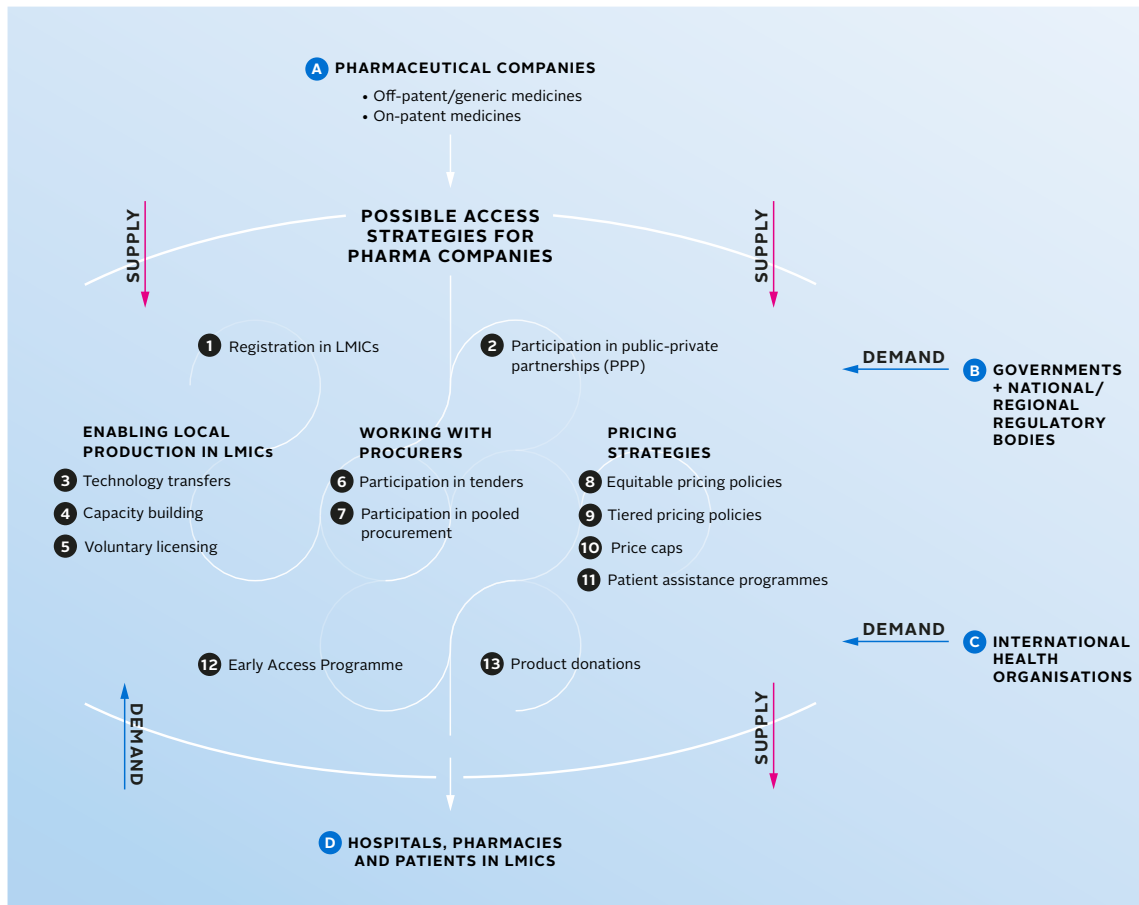 A PHARMACEUTICAL COMPANIES
• Off-patent/generic medicines
• On-patent medicines
SUPPLY
POSSIBLE ACCESS
STRATEGIES FOR
PHARMA COMPANIES
SUPPLY
1 Registration in LMICs
2 Participation in public-private
partnerships (PPP)
DEMAND
B GOVERNMENTS
+ NATIONAL/
REGIONAL
REGULATORY
BODIES
ENABLING LOCAL
PRODUCTION IN LMICs
3 Technology transfers
4 Capacity building
5 Voluntary licensing
WORKING WITH
PROCURERS
6 Participation in tenders
7 Participation in pooled
procurement
PRICING
STRATEGIES
8 Equitable pricing policies
9 Tiered pricing policies
10 Price caps
11 Patient assistance programmes
DEMAND
C INTERNATIONAL
HEALTH
ORGANISATIONS
12 Early Access Programme
13 Product donations
DEMAND
SUPPLY
D HOSPITALS, PHARMACIES
AND PATIENTS IN LMICS